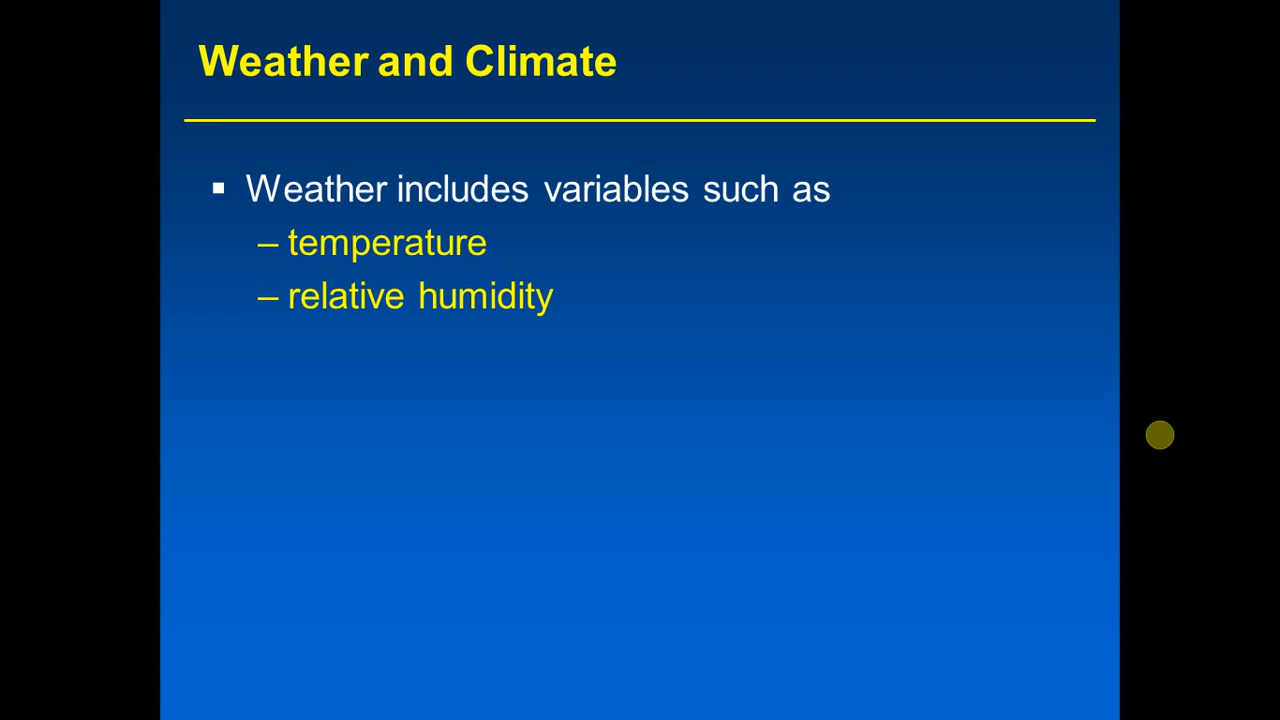 Weather and Climate
▪ Weather includes variables such as
– temperature
– relative humidity